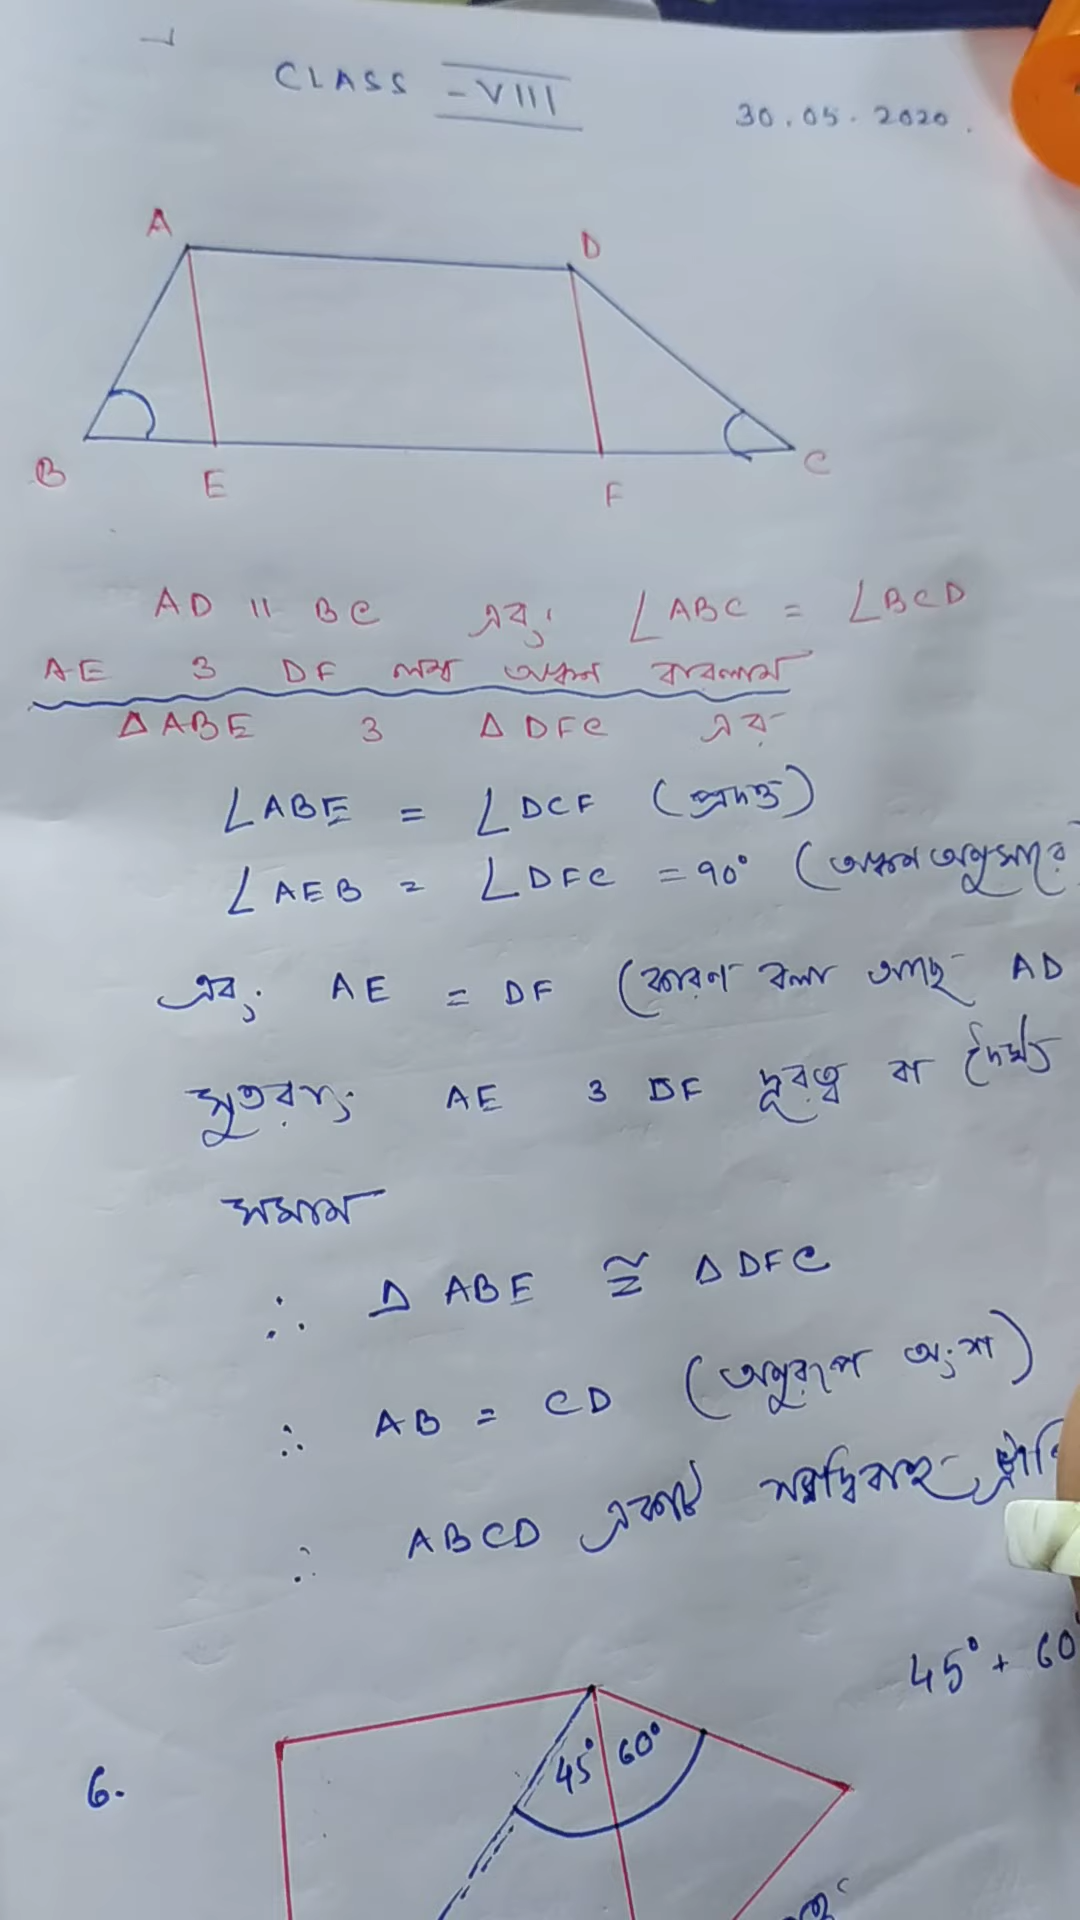 CLASS -VIII
30.05.2020.
A
D
B
E
F
C
AD || BC এবং ∠ABC = ∠BCD
AE ও DF লম্ব অঙ্কন করলাম
Δ ABE ও Δ DFC এর
∠ABE = ∠DCF (প্রদত্ত)
∠AEB = ∠DFC = 90° (অঙ্কন অনুসারে
এবং AE = DF (কারণ বলা আছে AD
সুতরাং AE ও DF দূরত্ব বা দৈর্ঘ্য
সমান
∴ Δ ABE ≅ Δ DFC
∴ AB = CD (অনুরূপ অংশ)
∴ ABCD একটি সমদ্বিবাহু
45° + 60°
6.
45° 60°